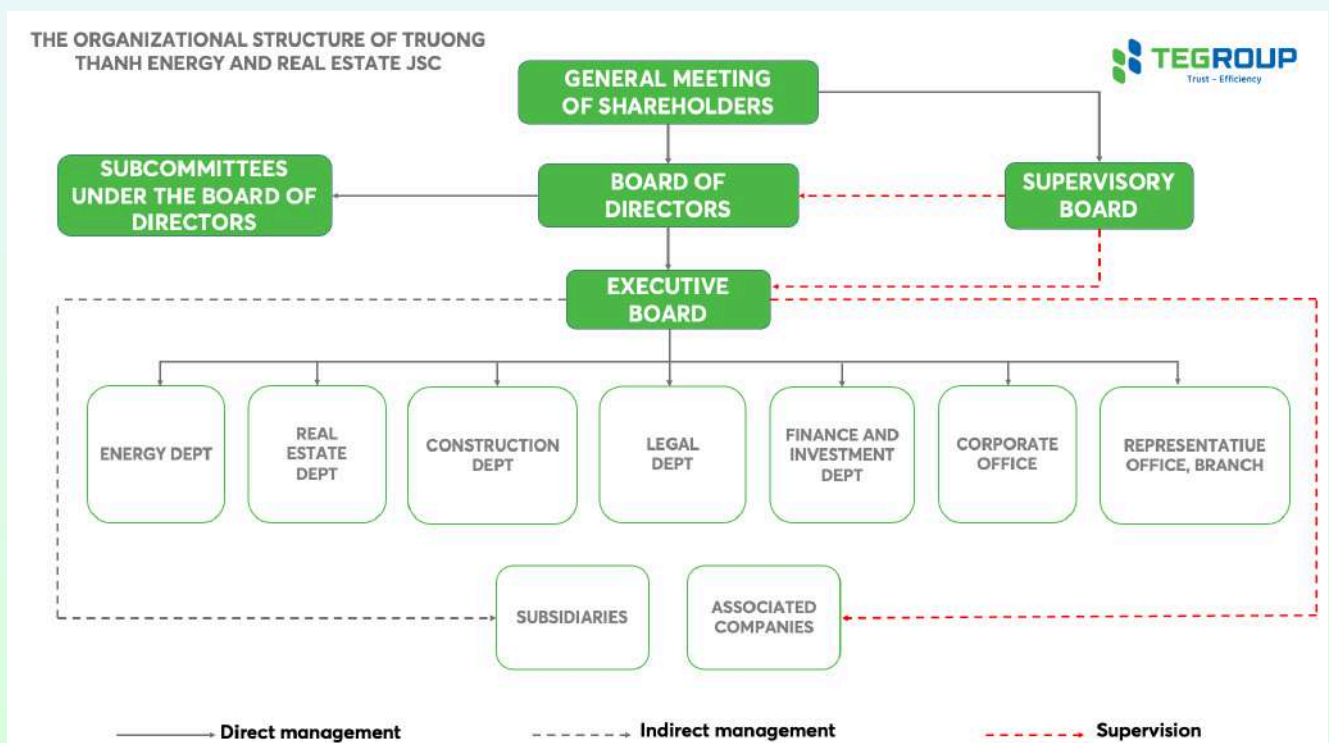 THE ORGANIZATIONAL STRUCTURE OF TRUONG
THANH ENERGY AND REAL ESTATE JSC
TEGROUP
Trust - Efficiency
GENERAL MEETING
OF SHAREHOLDERS
SUBCOMMITTEES
UNDER THE BOARD OF
DIRECTORS
BOARD OF
DIRECTORS
SUPERVISORY
BOARD
EXECUTIVE
BOARD
ENERGY DEPT
REAL
ESTATE
DEPT
CONSTRUCTION
DEPT
LEGAL
DEPT
FINANCE AND
INVESTMENT
DEPT
CORPORATE
OFFICE
REPRESENTATIUE
OFFICE, BRANCH
SUBSIDIARIES
ASSOCIATED
COMPANIES
Direct management
Indirect management
Supervision